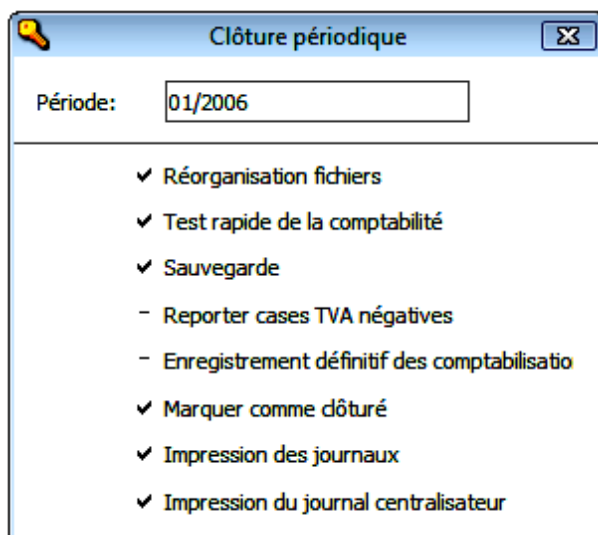 Clôture périodique
Période: 01/2006
✔ Réorganisation fichiers
✔ Test rapide de la comptabilité
✔ Sauvegarde
- Reporter cases TVA négatives
- Enregistrement définitif des comptabilisatio
✔ Marquer comme clôturé
✔ Impression des journaux
✔ Impression du journal centralisateur